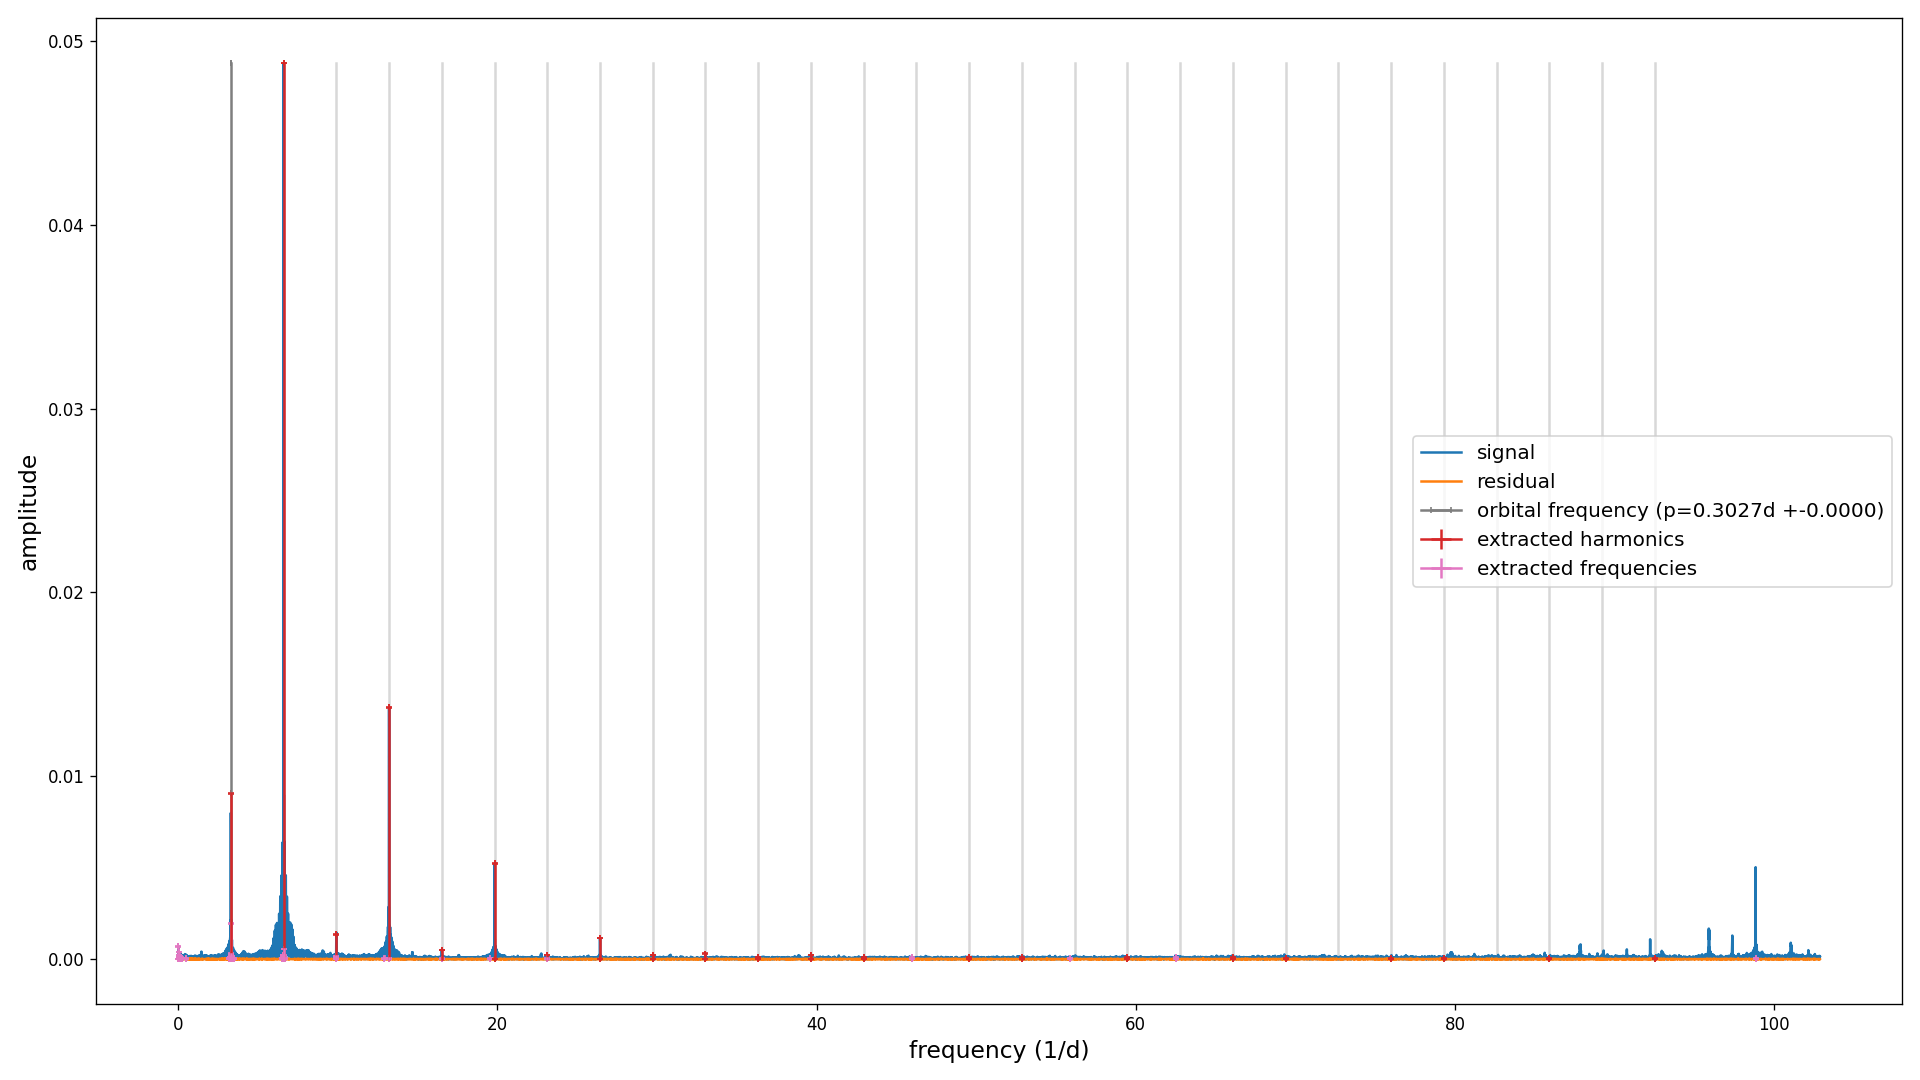 0.05
0.04
0.03
0.02
0.01
0.00
amplitude
signal
residual
orbital frequency (p=0.3027d +-0.0000)
extracted harmonics
extracted frequencies
0 20 40 60 80 100
frequency (1/d)